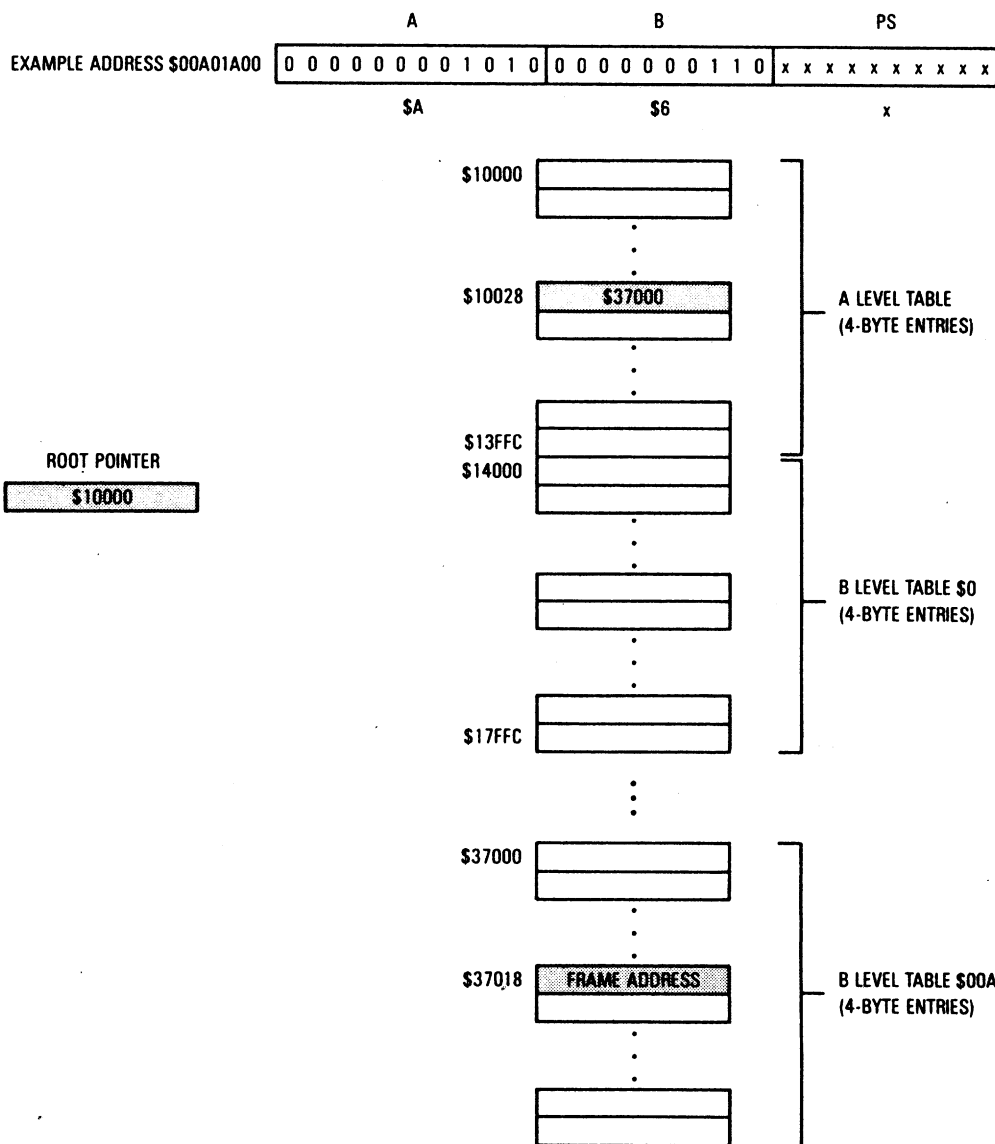 A B PS
EXAMPLE ADDRESS $00A01A00 0 0 0 0 0 0 0 0 1 0 1 0 0 0 0 0 0 0 0 1 1 0 x x x x x x x x x x
$A $6 x
$10000
$10028 $37000
A LEVEL TABLE
(4-BYTE ENTRIES)
$13FFC
ROOT POINTER
$14000
$10000
B LEVEL TABLE $0
(4-BYTE ENTRIES)
$17FFC
$37000
$37018 FRAME ADDRESS
B LEVEL TABLE $00A
(4-BYTE ENTRIES)